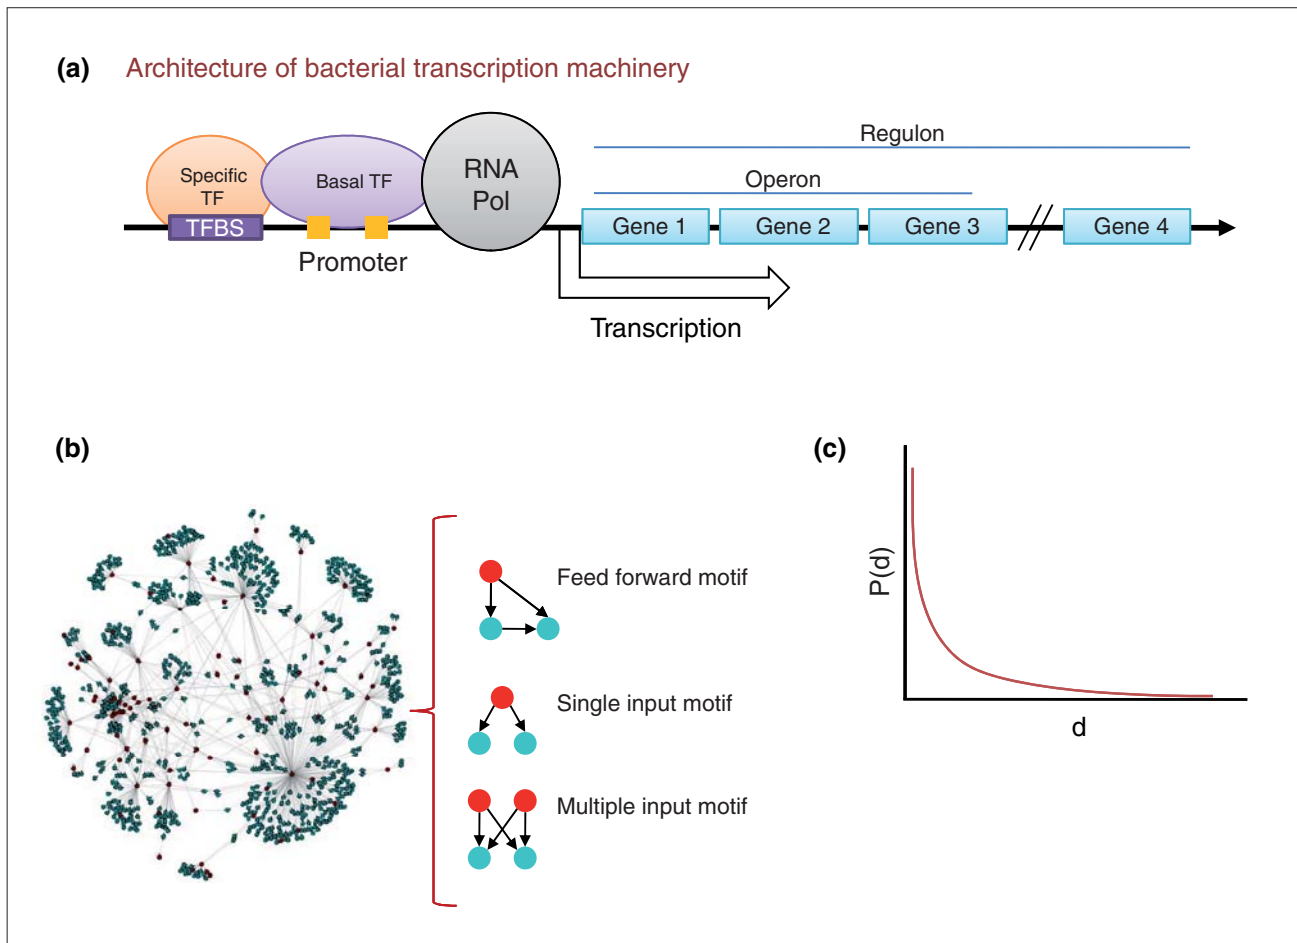 (a) Architecture of bacterial transcription machinery
Regulon
Operon
Specific
TF
Basal TF
RNA
Pol
TFBS
Promoter
Gene 1
Gene 2
Gene 3
Gene 4
Transcription
(b)
Feed forward motif
Single input motif
Multiple input motif
(c)
P(d)
d